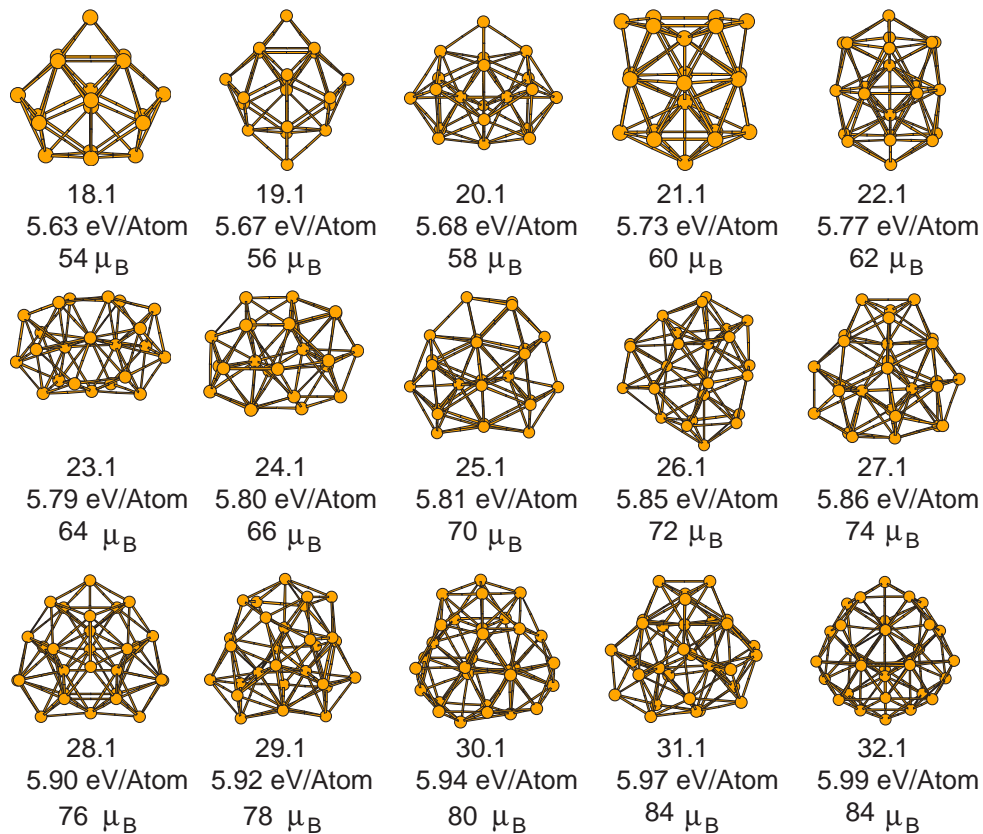 18.1 19.1 20.1 21.1 22.1
5.63 eV/Atom 5.67 eV/Atom 5.68 eV/Atom 5.73 eV/Atom 5.77 eV/Atom
54 μB 56 μB 58 μB 60 μB 62 μB
23.1 24.1 25.1 26.1 27.1
5.79 eV/Atom 5.80 eV/Atom 5.81 eV/Atom 5.85 eV/Atom 5.86 eV/Atom
64 μB 66 μB 70 μB 72 μB 74 μB
28.1 29.1 30.1 31.1 32.1
5.90 eV/Atom 5.92 eV/Atom 5.94 eV/Atom 5.97 eV/Atom 5.99 eV/Atom
76 μB 78 μB 80 μB 84 μB 84 μB